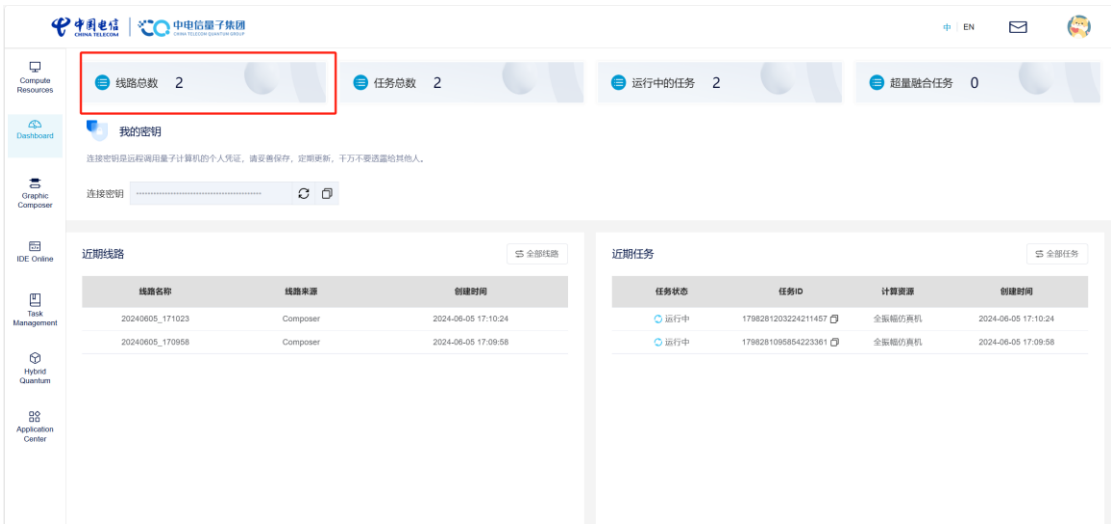 中国电信 CHINA TELECOM 中电信量子集团 CHINA TELECOM QUANTUM GROUP 中 EN
Compute
Resources
Dashboard
Graphic
Composer
IDE Online
Task
Management
Hybrid
Quantum
Application
Center
线路总数 2 任务总数 2 运行中的任务 2 超量融合任务 0
我的密钥
连接密钥是远程调用量子计算机的个人凭证，请妥善保存，定期更新，千万不要透露给其他人。
连接密钥
近期线路 全部线路
线路名称 线路来源 创建时间
20240605_171023 Composer 2024-06-05 17:10:24
20240605_170958 Composer 2024-06-05 17:09:58
近期任务 全部任务
任务状态 任务ID 计算资源 创建时间
运行中 1798281203224211457 全振幅仿真机 2024-06-05 17:10:24
运行中 1798281095854223361 全振幅仿真机 2024-06-05 17:09:58